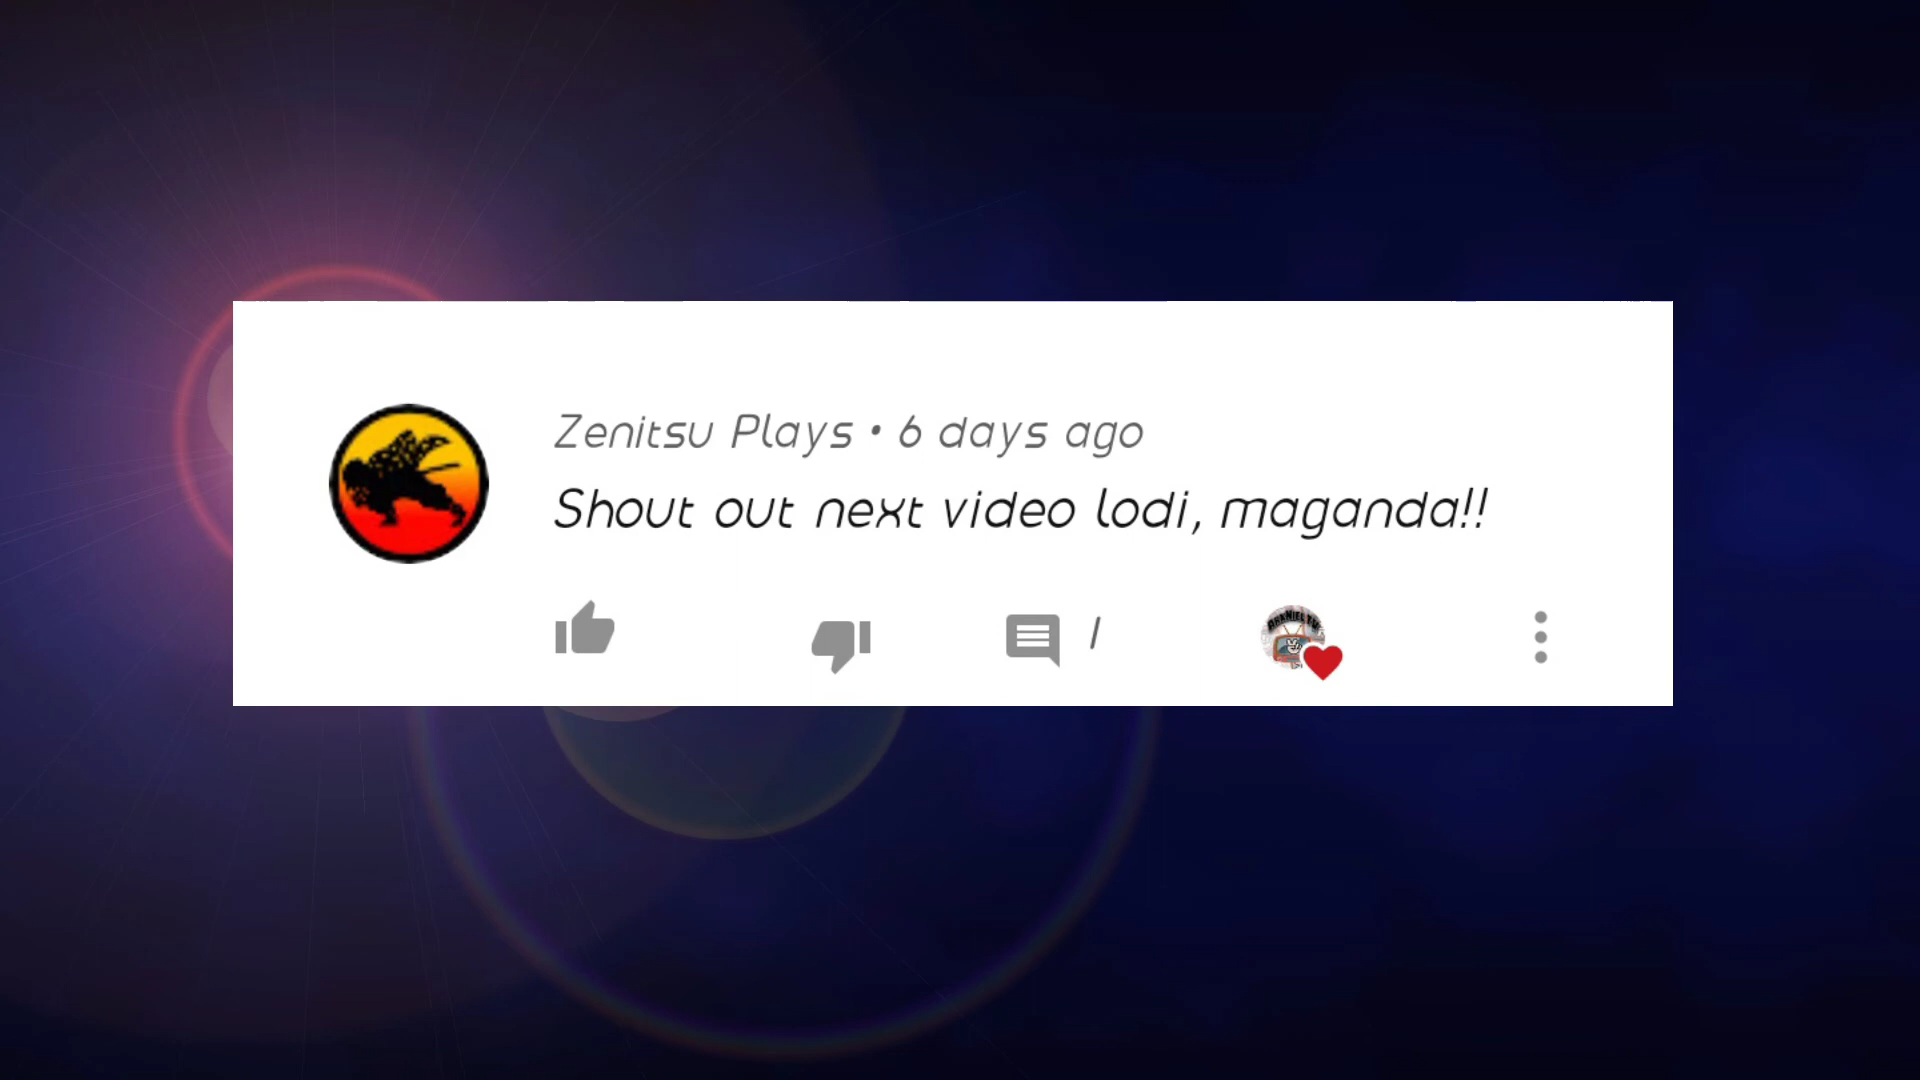 Zenitsu Plays • 6 days ago
Shout out next video lodi, maganda!!
1